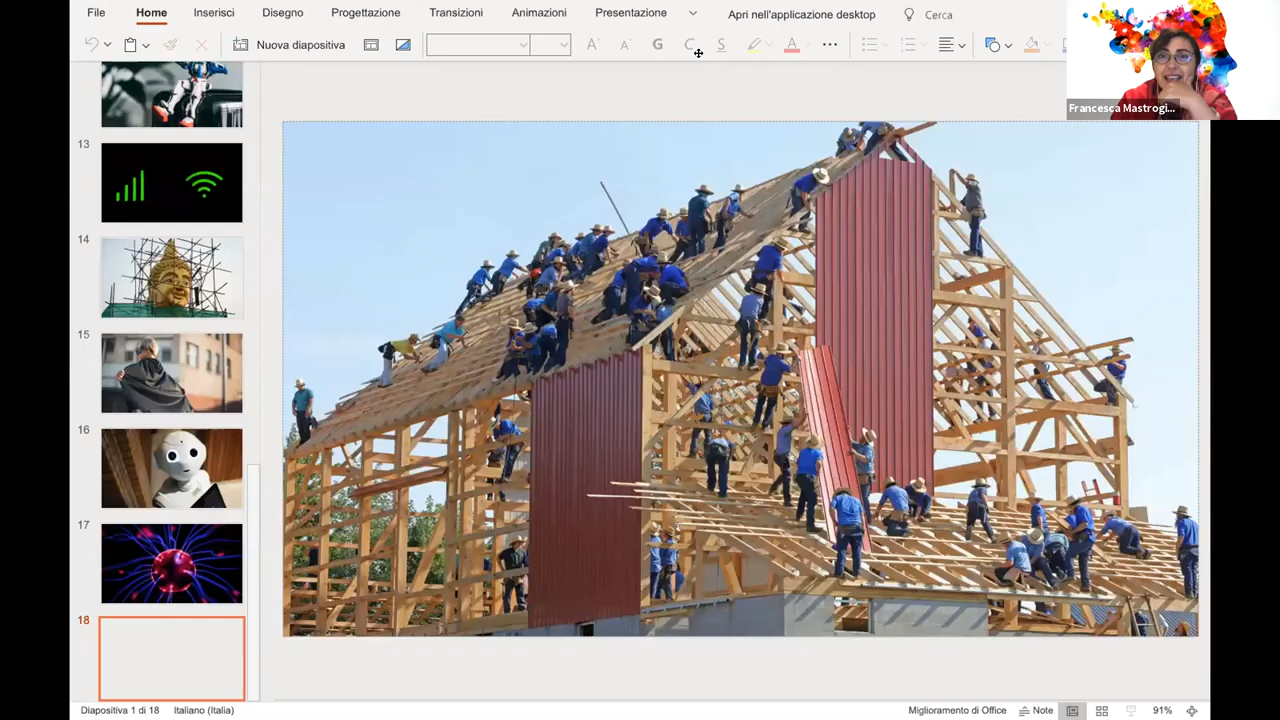 File Home Inserisci Disegno Progettazione Transizioni Animazioni Presentazione Apri nell'applicazione desktop Cerca
Nuova diapositiva G C S A
Francesca Mastrogi...
13
14
15
16
17
18
Diapositiva 1 di 18 Italiano (Italia) Miglioramento di Office Note 91%